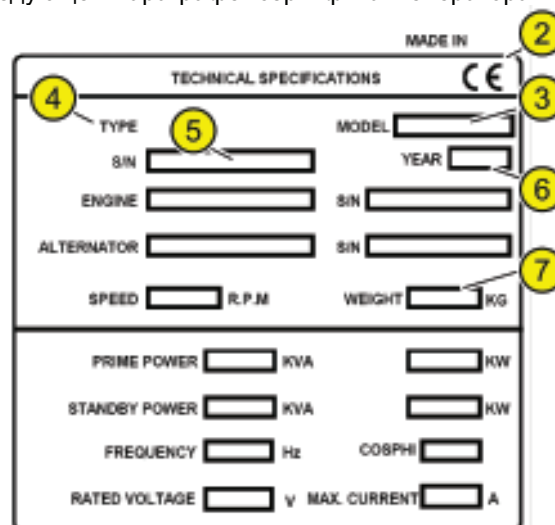 MADE IN 2
TECHNICAL SPECIFICATIONS CE
4 3
TYPE 5 MODEL
S/N YEAR
6
ENGINE S/N
ALTERNATOR S/N
7
SPEED R.P.M WEIGHT KG
PRIME POWER KVA KW
STANDBY POWER KVA KW
FREQUENCY Hz COSPHI
RATED VOLTAGE V MAX. CURRENT A